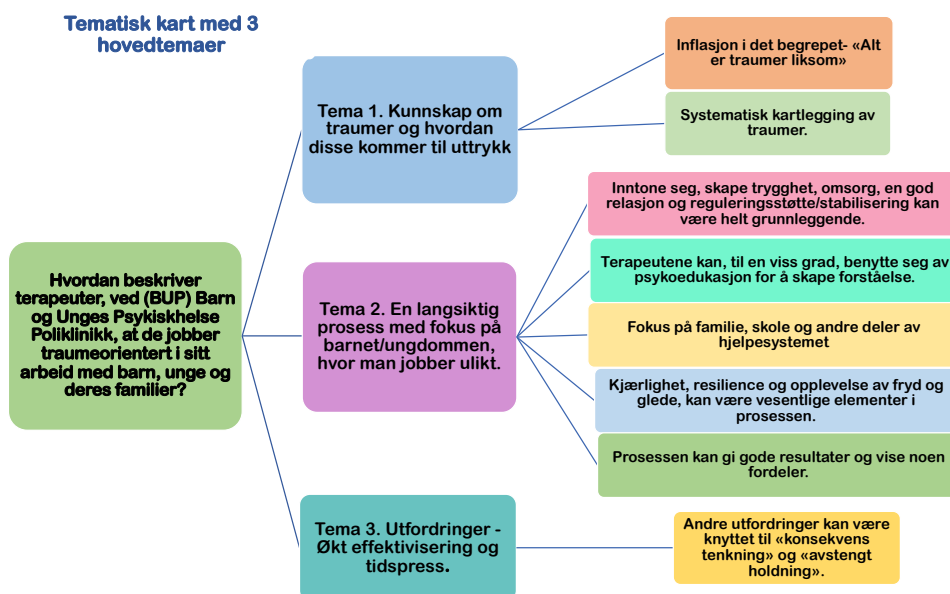 Tematisk kart med 3
hovedtemaer
Hvordan beskriver
terapeuter, ved (BUP) Barn
og Unges Psykiskhelse
Poliklinikk, at de jobber
traumeorientert i sitt
arbeid med barn, unge og
deres familier?
Tema 1. Kunnskap om
traumer og hvordan
disse kommer til uttrykk
Inflasjon i det begrepet- «Alt
er traumer liksom»
Systematisk kartlegging av
traumer.
Tema 2. En langsiktig
prosess med fokus på
barnet/ungdommen,
hvor man jobber ulikt.
Inntone seg, skape trygghet, omsorg, en god
relasjon og reguleringsstøtte/stabilisering kan
være helt grunnleggende.
Terapeutene kan, til en viss grad, benytte seg av
psykoedukasjon for å skape forståelse.
Fokus på familie, skole og andre deler av
hjelpesystemet
Kjærlighet, resilience og opplevelse av fryd og
glede, kan være vesentlige elementer i
prosessen.
Prosessen kan gi gode resultater og vise noen
fordeler.
Tema 3. Utfordringer -
Økt effektivisering og
tidspress.
Andre utfordringer kan være
knyttet til «konsekvens
tenkning» og «avstengt
holdning».